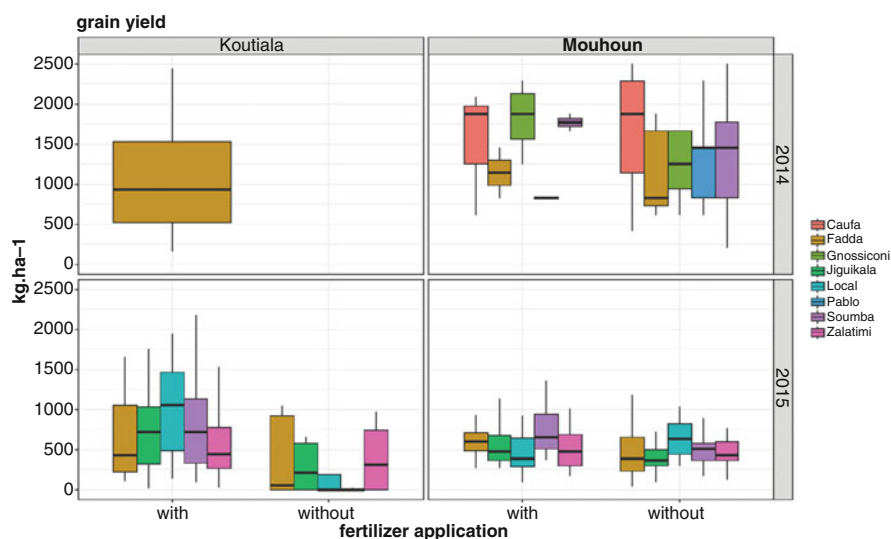 grain yield
Koutiala
Mouhoun
2500
2000
1500
1000
500
0
2014
2500
2000
1500
1000
500
0
2015
kg.ha–1
with
without
with
without
fertilizer application
Caufa
Fadda
Gnossiconi
Jiguikala
Local
Pablo
Soumba
Zalatimi